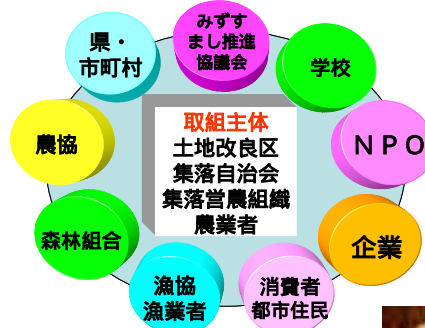 みずす
まし推進
協議会
県・
市町村
学校
農協
取組主体
土地改良区
集落自治会
集落営農組織
農業者
ＮＰＯ
森林組合
企業
漁協
漁業者
消費者
都市住民